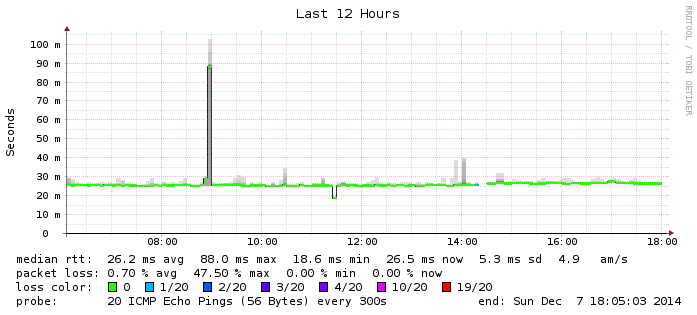 Last 12 Hours
RRDTOOL / TOBI OETIKER
Seconds
100 m
90 m
80 m
70 m
60 m
50 m
40 m
30 m
20 m
10 m
0
08:00 10:00 12:00 14:00 16:00 18:00
median rtt: 26.2 ms avg 88.0 ms max 18.6 ms min 26.5 ms now 5.3 ms sd 4.9 am/s
packet loss: 0.70 % avg 47.50 % max 0.00 % min 0.00 % now
loss color: 0 1/20 2/20 3/20 4/20 10/20 19/20
probe: 20 ICMP Echo Pings (56 Bytes) every 300s end: Sun Dec 7 18:05:03 2014